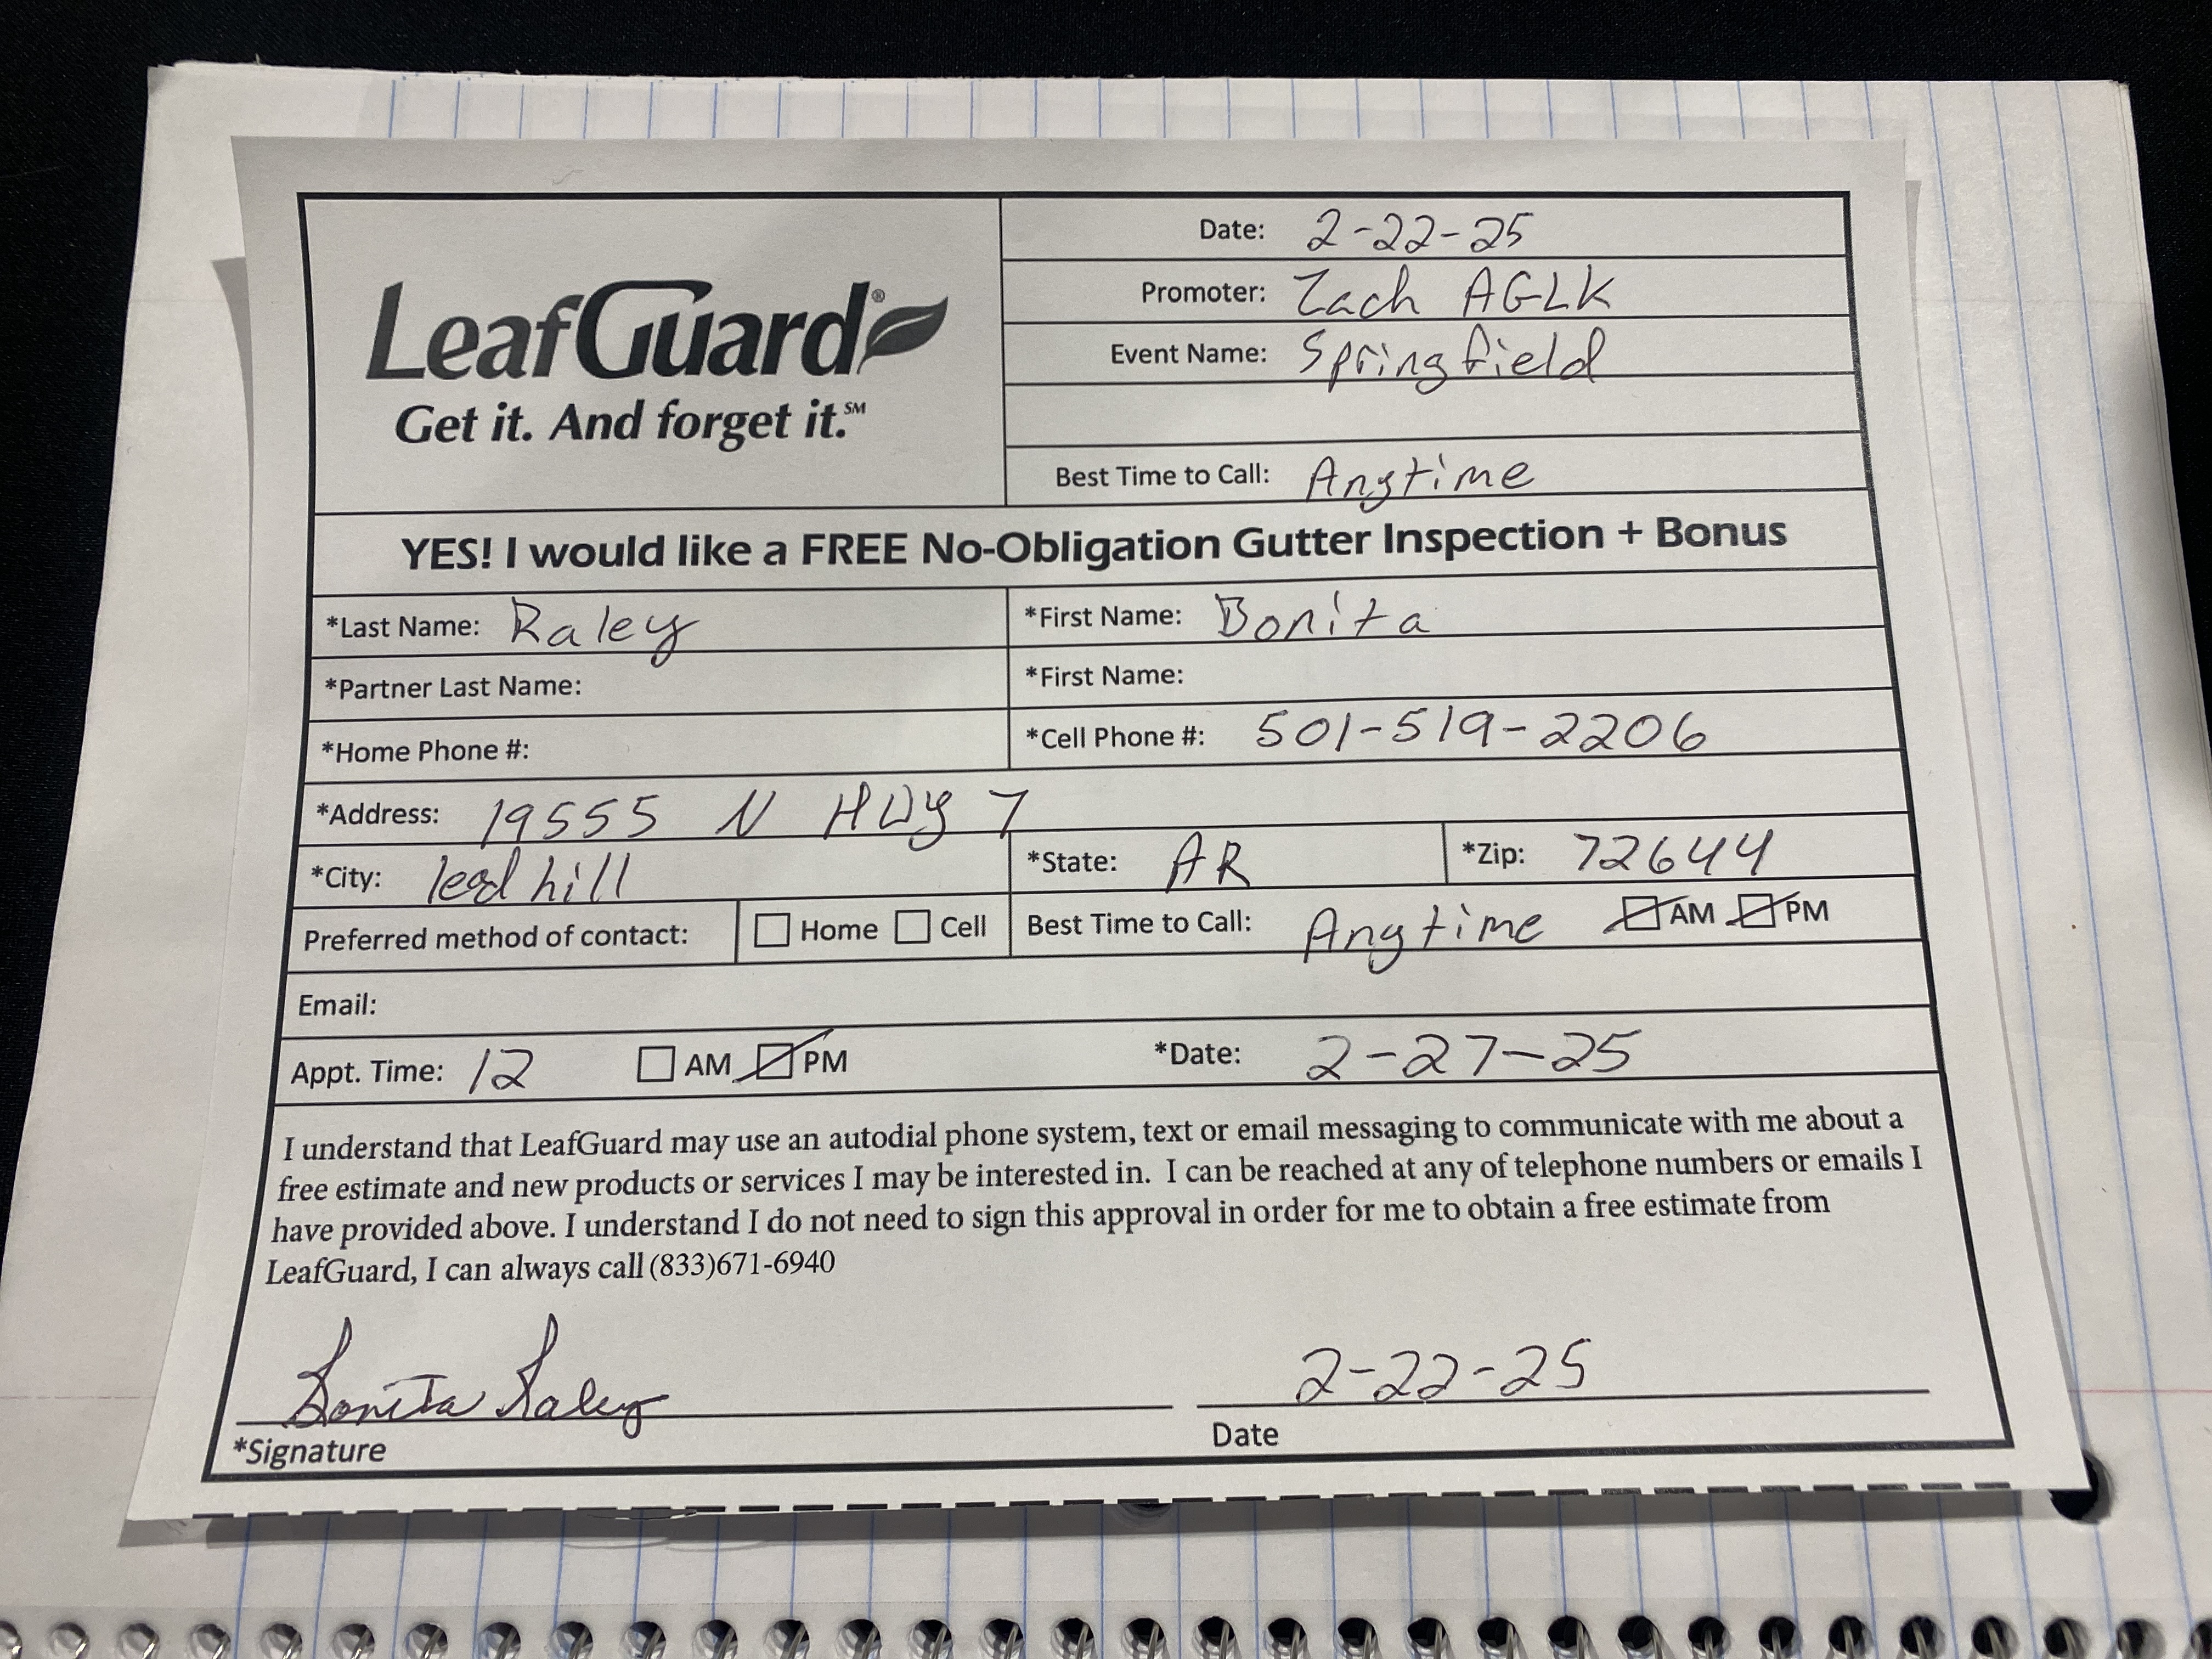 LeafGuard®
Get it. And forget it.℠
Date: 2-22-25
Promoter: Zach AGLK
Event Name: Springfield
Best Time to Call: Anytime
YES! I would like a FREE No-Obligation Gutter Inspection + Bonus
*Last Name: Raley *First Name: Donita
*Partner Last Name: *First Name:
*Home Phone #: *Cell Phone #: 501-519-2206
*Address: 19555 N HWy 7
*City: lead hill *State: AR *Zip: 72644
Preferred method of contact: ☐ Home ☐ Cell Best Time to Call: Anytime ☑ AM ☑ PM
Email:
Appt. Time: 12 ☐ AM ☑ PM *Date: 2-27-25
I understand that LeafGuard may use an autodial phone system, text or email messaging to communicate with me about a
free estimate and new products or services I may be interested in. I can be reached at any of telephone numbers or emails I
have provided above. I understand I do not need to sign this approval in order for me to obtain a free estimate from
LeafGuard, I can always call (833)671-6940
Donita Raley 2-22-25
*Signature Date